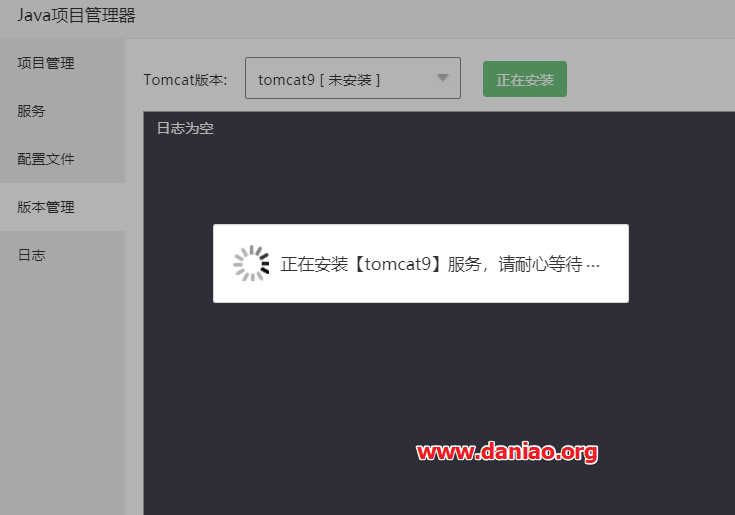 Java项目管理器
项目管理
服务
配置文件
版本管理
日志
Tomcat版本:
tomcat9 [ 未安装 ]
正在安装
日志为空
正在安装【tomcat9】服务，请耐心等待 ···
www.daniao.org